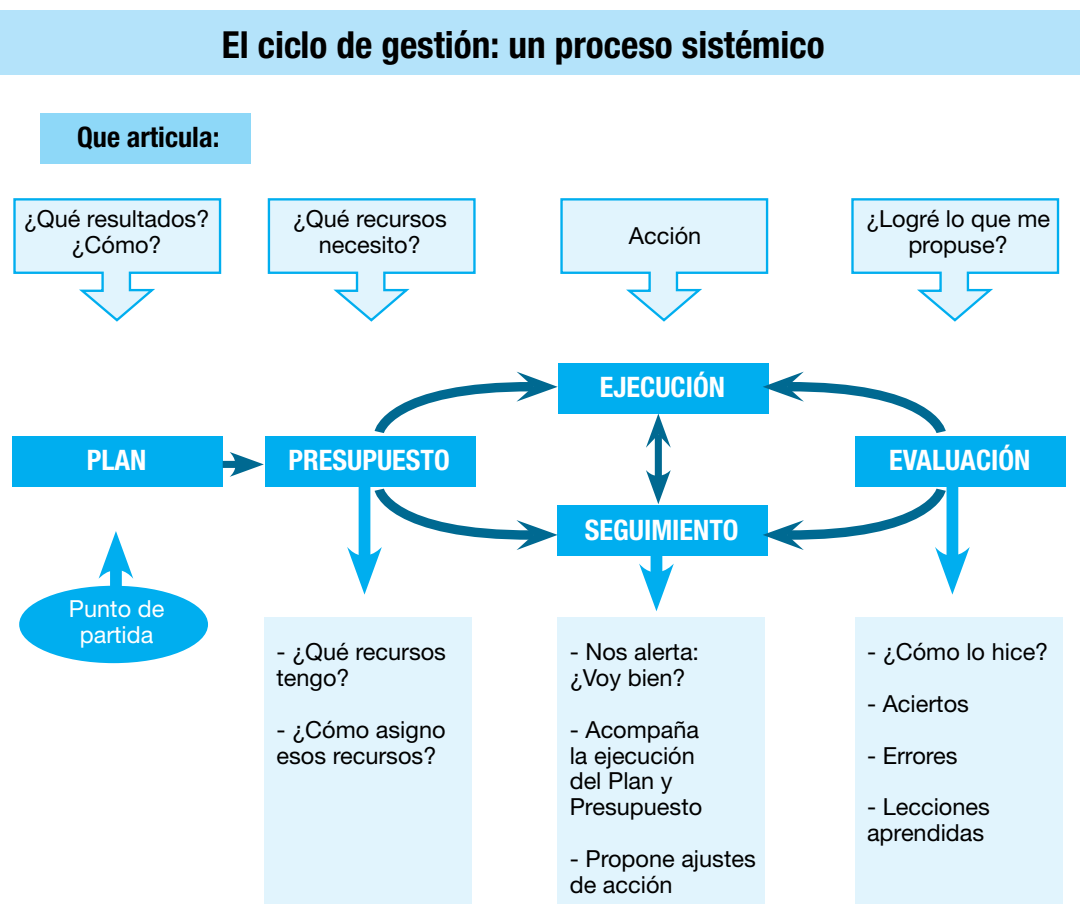 El ciclo de gestión: un proceso sistémico
Que articula:
¿Qué resultados?
¿Cómo?
¿Qué recursos
necesito?
Acción
¿Logré lo que me
propuse?
EJECUCIÓN
PLAN
PRESUPUESTO
EVALUACIÓN
SEGUIMIENTO
Punto de
partida
- ¿Qué recursos
tengo?
- ¿Cómo asigno
esos recursos?
- Nos alerta:
¿Voy bien?
- Acompaña
la ejecución
del Plan y
Presupuesto
- Propone ajustes
de acción
- ¿Cómo lo hice?
- Aciertos
- Errores
- Lecciones
aprendidas